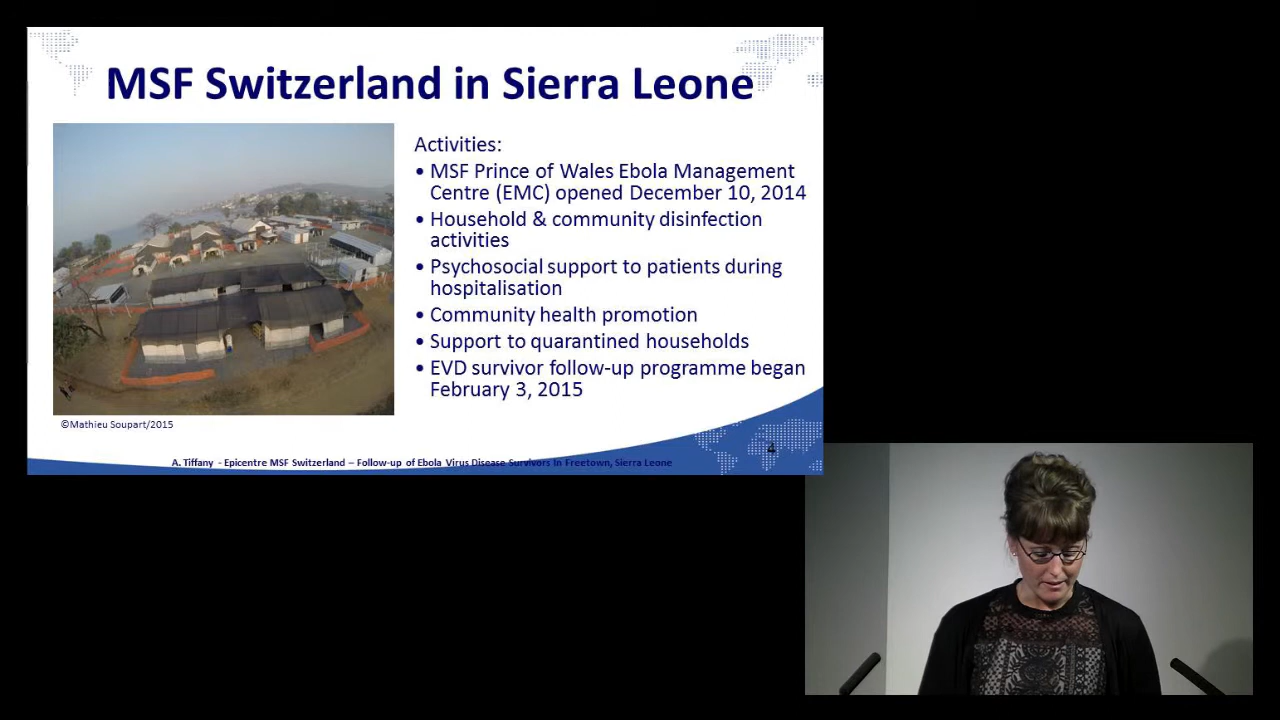 MSF Switzerland in Sierra Leone
Activities:
• MSF Prince of Wales Ebola Management
Centre (EMC) opened December 10, 2014
• Household & community disinfection
activities
• Psychosocial support to patients during
hospitalisation
• Community health promotion
• Support to quarantined households
• EVD survivor follow-up programme began
February 3, 2015
©Mathieu Soupart/2015
A. Tiffany - Epicentre MSF Switzerland – Follow-up of Ebola Virus Disease Survivors In Freetown, Sierra Leone
4